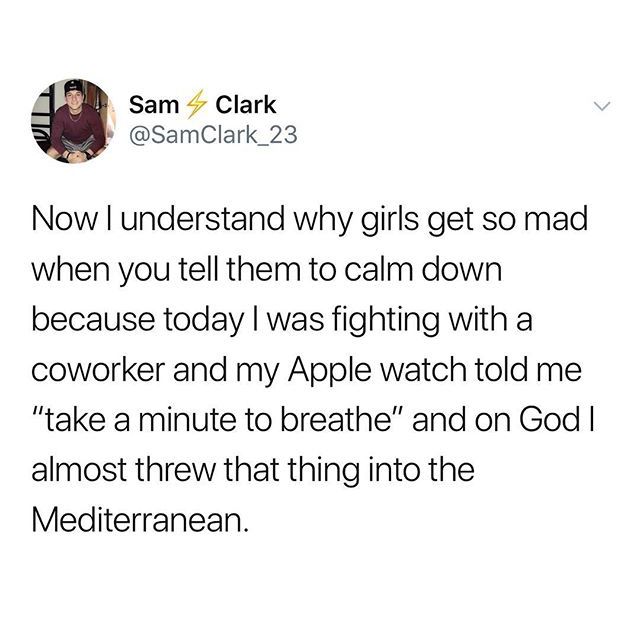 Sam ⚡ Clark
@SamClark_23
Now I understand why girls get so mad
when you tell them to calm down
because today I was fighting with a
coworker and my Apple watch told me
“take a minute to breathe” and on God I
almost threw that thing into the
Mediterranean.